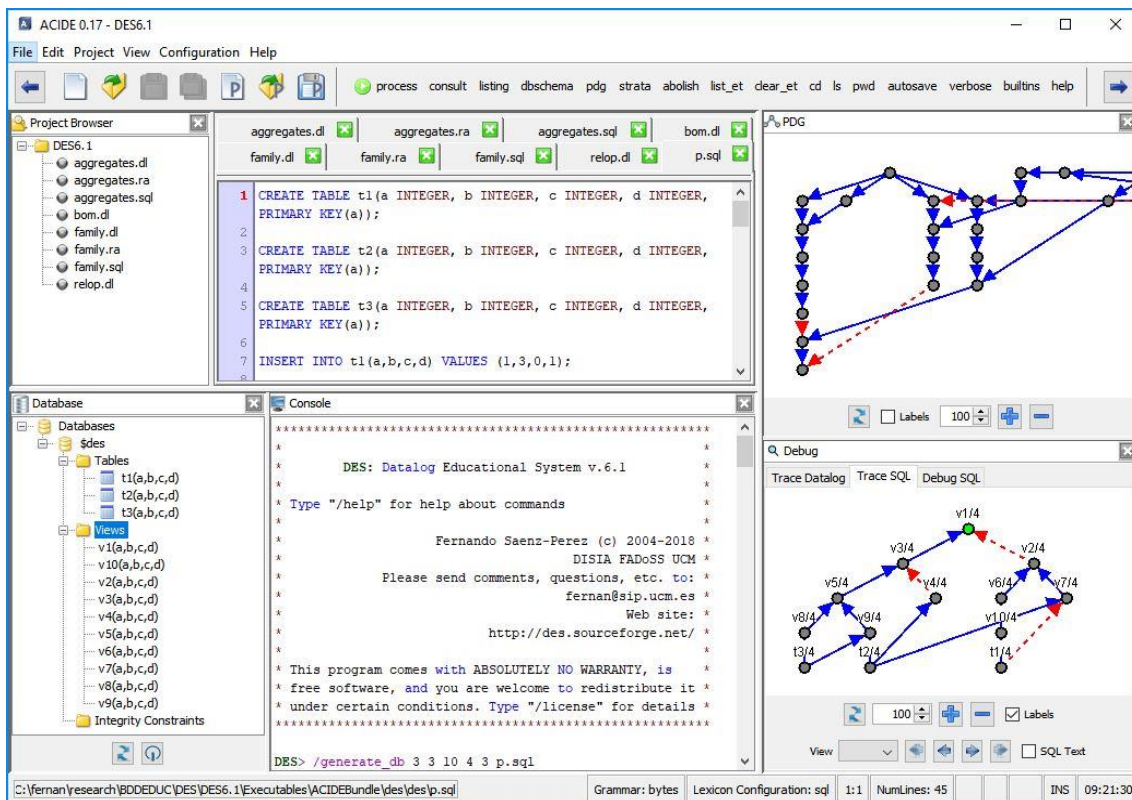 ACIDE 0.17 - DES6.1
File Edit Project View Configuration Help
process consult listing dbschema pdg strata abolish list_et clear_et cd ls pwd autosave verbose builtins help
Project Browser
DES6.1
aggregates.dl
aggregates.ra
aggregates.sql
bom.dl
family.dl
family.ra
family.sql
relop.dl
aggregates.dl aggregates.ra aggregates.sql bom.dl
family.dl family.ra family.sql relop.dl p.sql
1 CREATE TABLE t1(a INTEGER, b INTEGER, c INTEGER, d INTEGER,
PRIMARY KEY(a));
2
3 CREATE TABLE t2(a INTEGER, b INTEGER, c INTEGER, d INTEGER,
PRIMARY KEY(a));
4
5 CREATE TABLE t3(a INTEGER, b INTEGER, c INTEGER, d INTEGER,
PRIMARY KEY(a));
6
7 INSERT INTO t1(a,b,c,d) VALUES (1,3,0,1);
8
PDG
Labels 100
Database
Databases
$des
Tables
t1(a,b,c,d)
t2(a,b,c,d)
t3(a,b,c,d)
Views
v1(a,b,c,d)
v10(a,b,c,d)
v2(a,b,c,d)
v3(a,b,c,d)
v4(a,b,c,d)
v5(a,b,c,d)
v6(a,b,c,d)
v7(a,b,c,d)
v8(a,b,c,d)
v9(a,b,c,d)
Integrity Constraints
Console
***********************************************************
* *
* DES: Datalog Educational System v.6.1 *
* *
* Type "/help" for help about commands *
* *
* Fernando Saenz-Perez (c) 2004-2018 *
* DISIA FADoSS UCM *
* Please send comments, questions, etc. to: *
* fernan@sip.ucm.es *
* Web site: *
* http://des.sourceforge.net/ *
* *
* This program comes with ABSOLUTELY NO WARRANTY, is *
* free software, and you are welcome to redistribute it *
* under certain conditions. Type "/license" for details *
***********************************************************
DES> /generate_db 3 3 10 4 3 p.sql
Debug
Trace Datalog Trace SQL Debug SQL
v1/4
v3/4 v2/4
v5/4 v4/4 v6/4 v7/4
v8/4 v9/4 v10/4
t3/4 t2/4 t1/4
100 Labels
View SQL Text
C:/fernan\research\BDDEDUC\DES\DES6.1\Executables\ACIDEBundle\des\des\p.sql Grammar: bytes Lexicon Configuration: sql 1:1 NumLines: 45 INS 09:21:30